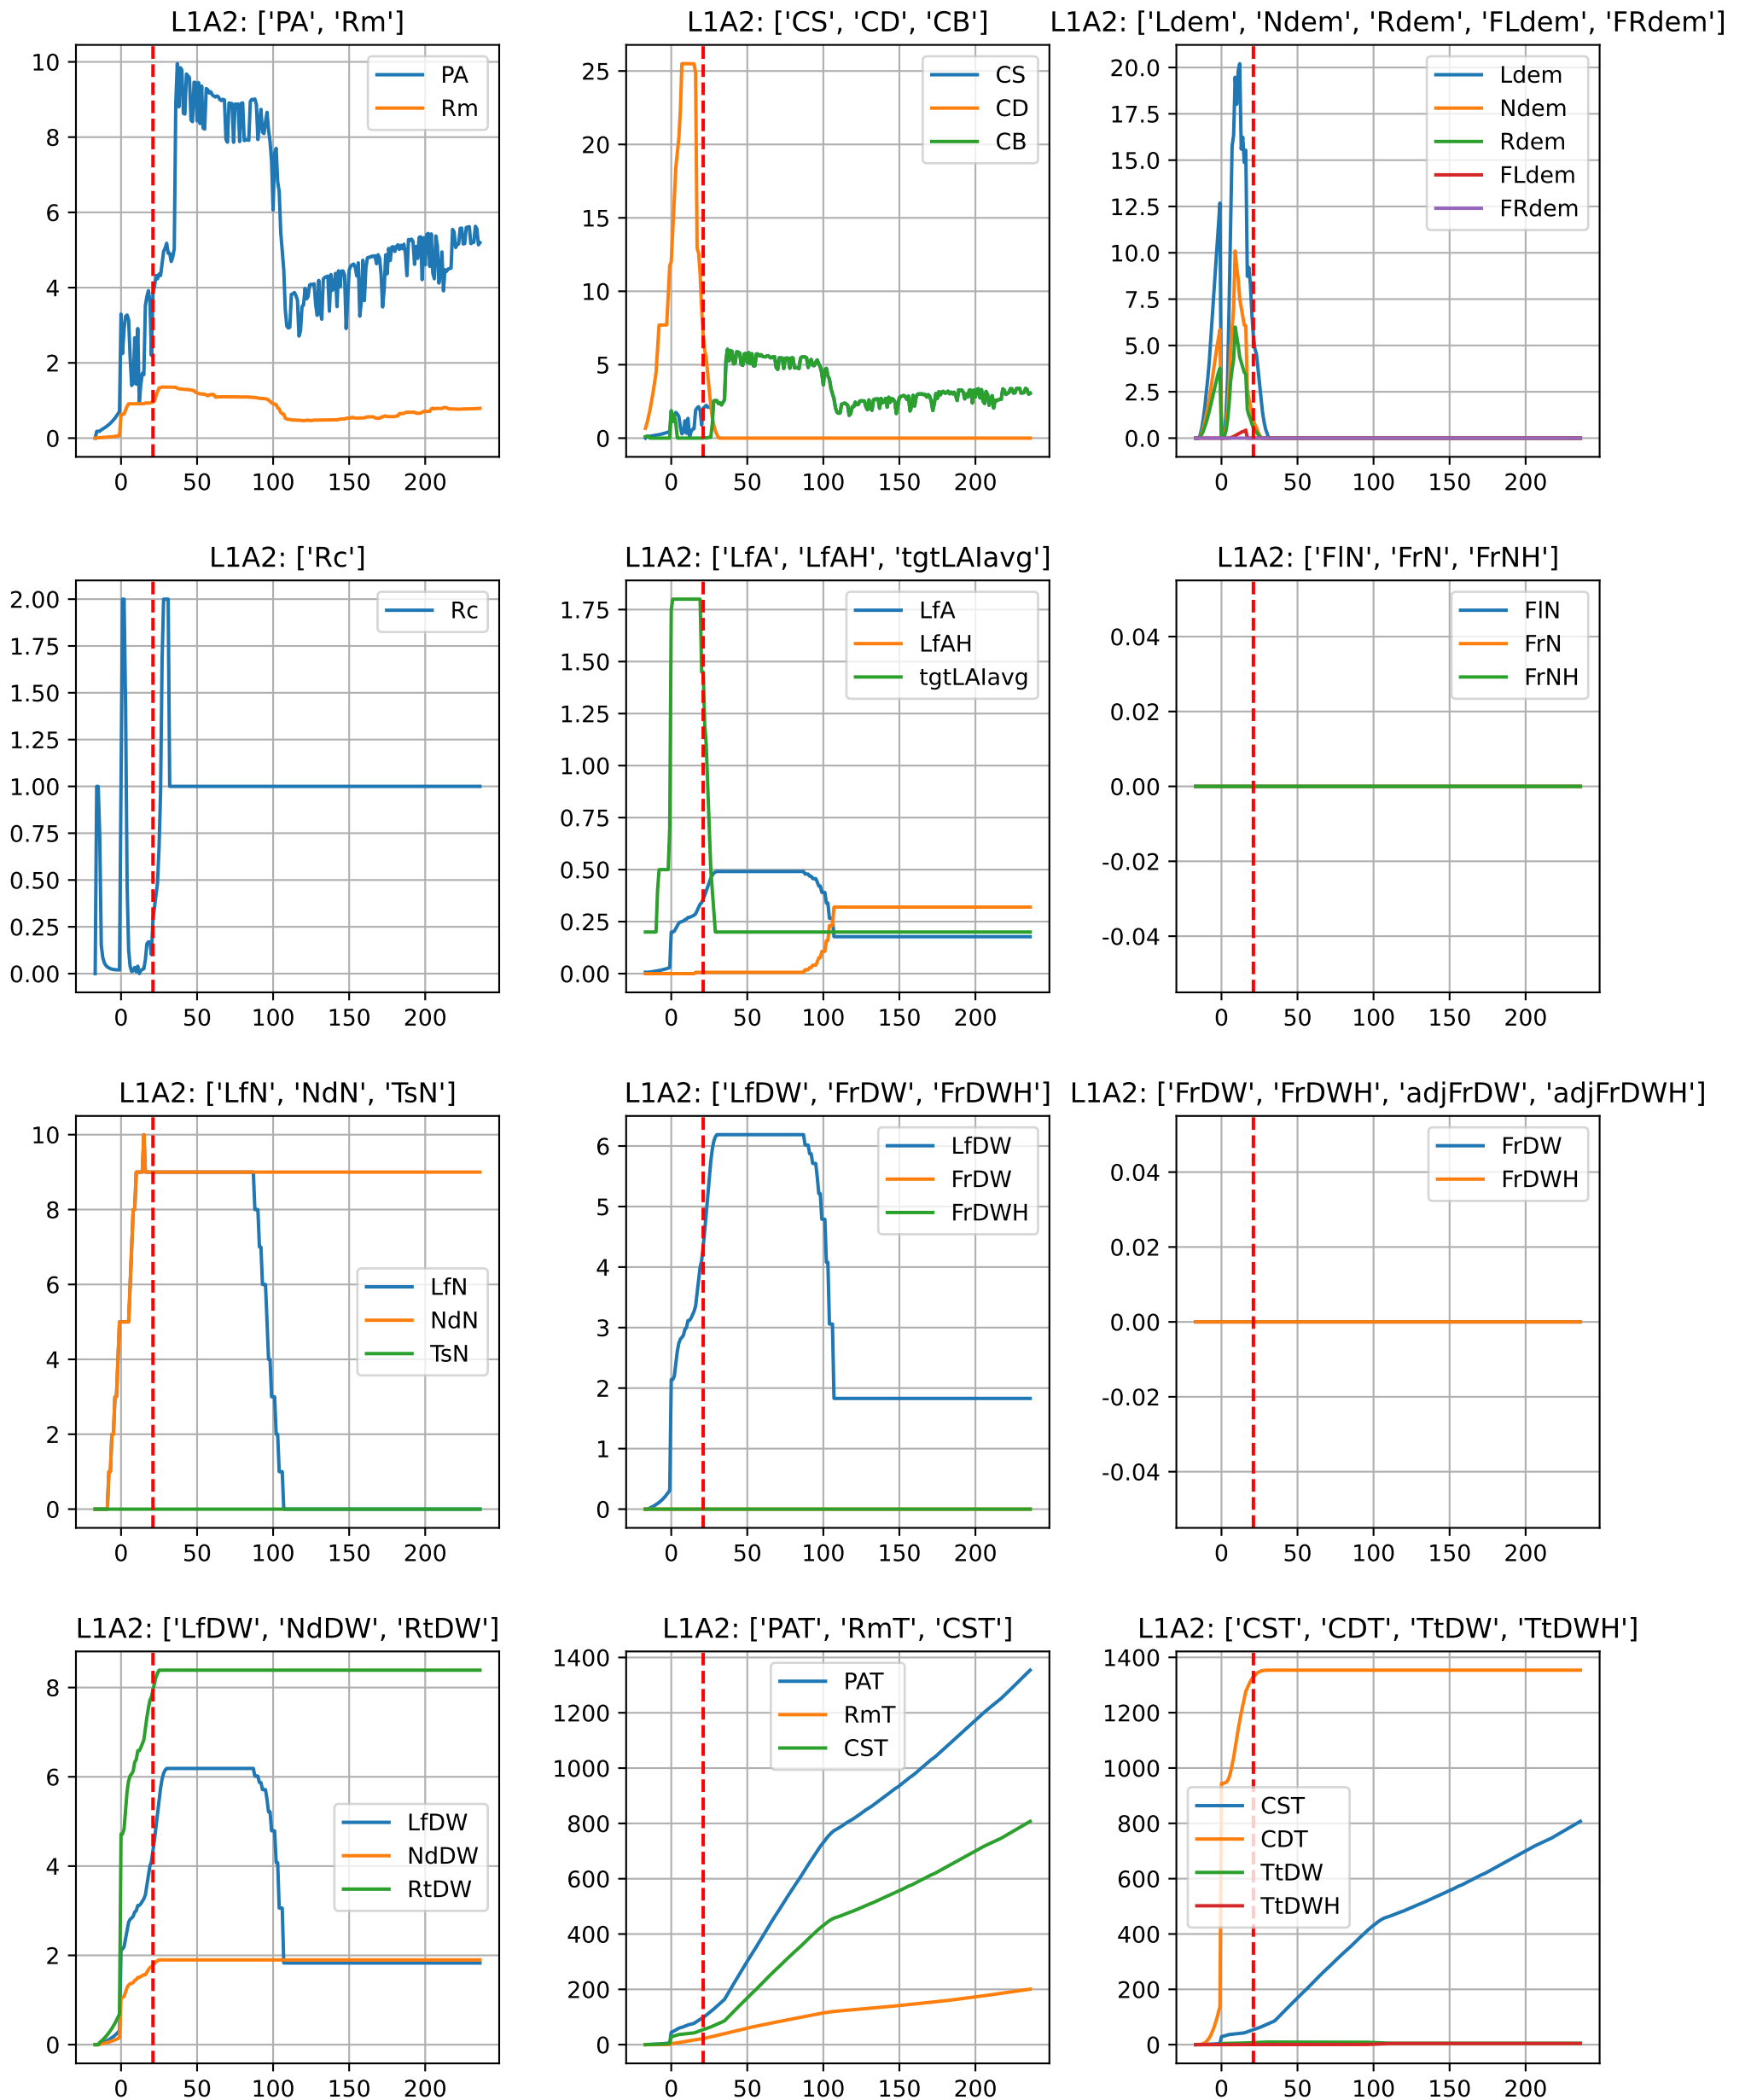 L1A2: ['PA', 'Rm']
10
8
6
4
2
0
0 50 100 150 200
PA
Rm
L1A2: ['CS', 'CD', 'CB']
25
20
15
10
5
0
0 50 100 150 200
CS
CD
CB
L1A2: ['Ldem', 'Ndem', 'Rdem', 'FLdem', 'FRdem']
20.0
17.5
15.0
12.5
10.0
7.5
5.0
2.5
0.0
0 50 100 150 200
Ldem
Ndem
Rdem
FLdem
FRdem
L1A2: ['Rc']
2.00
1.75
1.50
1.25
1.00
0.75
0.50
0.25
0.00
0 50 100 150 200
Rc
L1A2: ['LfA', 'LfAH', 'tgtLAIavg']
1.75
1.50
1.25
1.00
0.75
0.50
0.25
0.00
0 50 100 150 200
LfA
LfAH
tgtLAIavg
L1A2: ['FlN', 'FrN', 'FrNH']
0.04
0.02
0.00
-0.02
-0.04
0 50 100 150 200
FlN
FrN
FrNH
L1A2: ['LfN', 'NdN', 'TsN']
10
8
6
4
2
0
0 50 100 150 200
LfN
NdN
TsN
L1A2: ['LfDW', 'FrDW', 'FrDWH']
6
5
4
3
2
1
0
0 50 100 150 200
LfDW
FrDW
FrDWH
L1A2: ['FrDW', 'FrDWH', 'adjFrDW', 'adjFrDWH']
0.04
0.02
0.00
-0.02
-0.04
0 50 100 150 200
FrDW
FrDWH
L1A2: ['LfDW', 'NdDW', 'RtDW']
8
6
4
2
0
0 50 100 150 200
LfDW
NdDW
RtDW
L1A2: ['PAT', 'RmT', 'CST']
1400
1200
1000
800
600
400
200
0
0 50 100 150 200
PAT
RmT
CST
L1A2: ['CST', 'CDT', 'TtDW', 'TtDWH']
1400
1200
1000
800
600
400
200
0
0 50 100 150 200
CST
CDT
TtDW
TtDWH